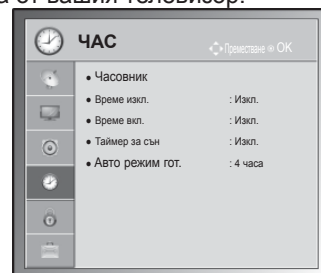 а от вашия телевизор.
ЧАС
Преместване OK
• Часовник
• Време изкл. : Изкл.
• Време вкл. : Изкл.
• Таймер за сън : Изкл.
• Авто режим гот. : 4 часа